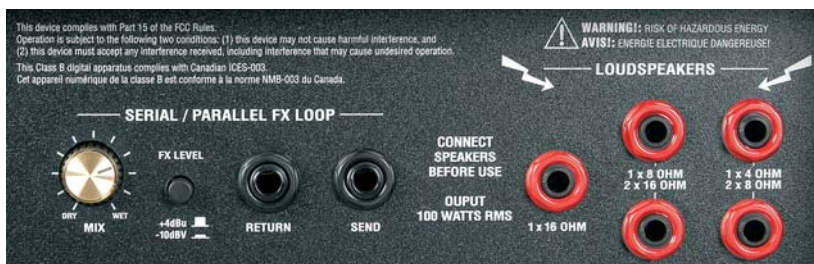 This device complies with Part 15 of the FCC Rules.
Operation is subject to the following two conditions: (1) this device may not cause harmful interference, and
(2) this device must accept any interference received, including interference that may cause undesired operation.
This Class B digital apparatus complies with Canadian ICES-003.
Cet appareil numérique de la classe B est conforme à la norme NMB-003 du Canada.
WARNING!: RISK OF HAZARDOUS ENERGY
AVIS!: ENERGIE ELECTRIQUE DANGEREUSE!
LOUDSPEAKERS
SERIAL / PARALLEL FX LOOP
FX LEVEL
DRY
WET
MIX
+4dBu
-10dBV
RETURN
SEND
CONNECT
SPEAKERS
BEFORE USE
OUPUT
100 WATTS RMS
1 x 16 OHM
1 x 8 OHM
2 x 16 OHM
1 x 4 OHM
2 x 8 OHM